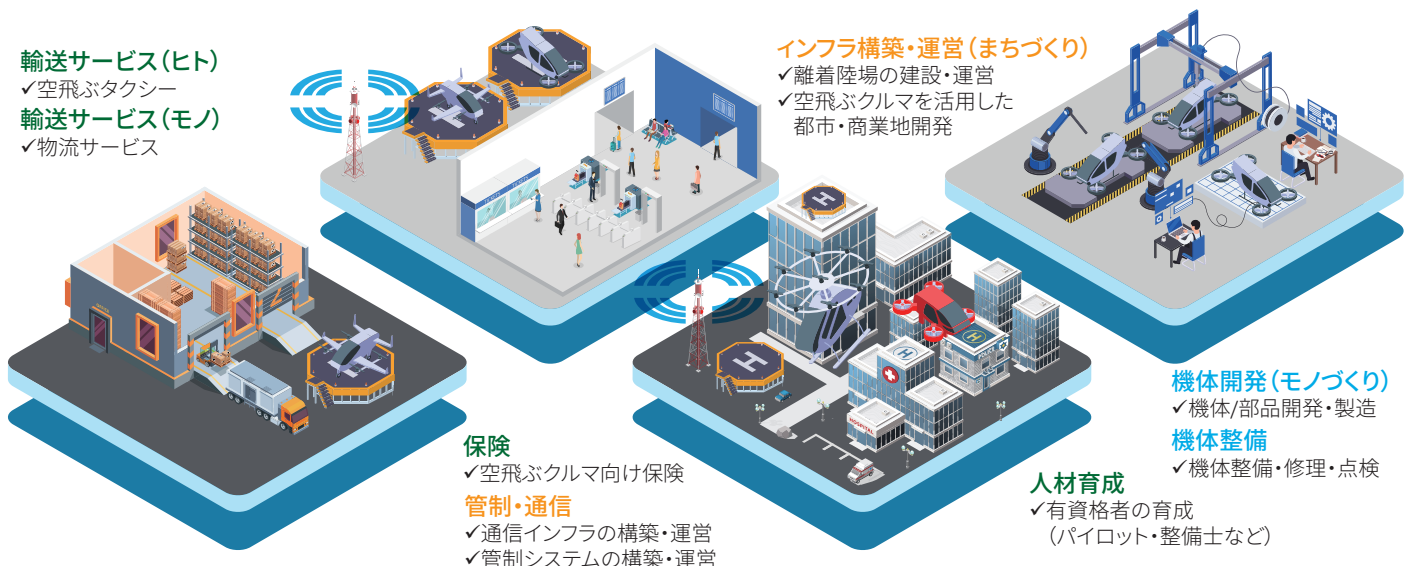 輸送サービス(ヒト)
✓空飛ぶタクシー
輸送サービス(モノ)
✓物流サービス
インフラ構築・運営(まちづくり)
✓離着陸場の建設・運営
✓空飛ぶクルマを活用した
都市・商業地開発
H
H
H
H
POLICE
HOSPITAL
機体開発(モノづくり)
✓機体/部品開発・製造
機体整備
✓機体整備・修理・点検
保険
✓空飛ぶクルマ向け保険
管制・通信
✓通信インフラの構築・運営
✓管制システムの構築・運営
人材育成
✓有資格者の育成
(パイロット・整備士など)